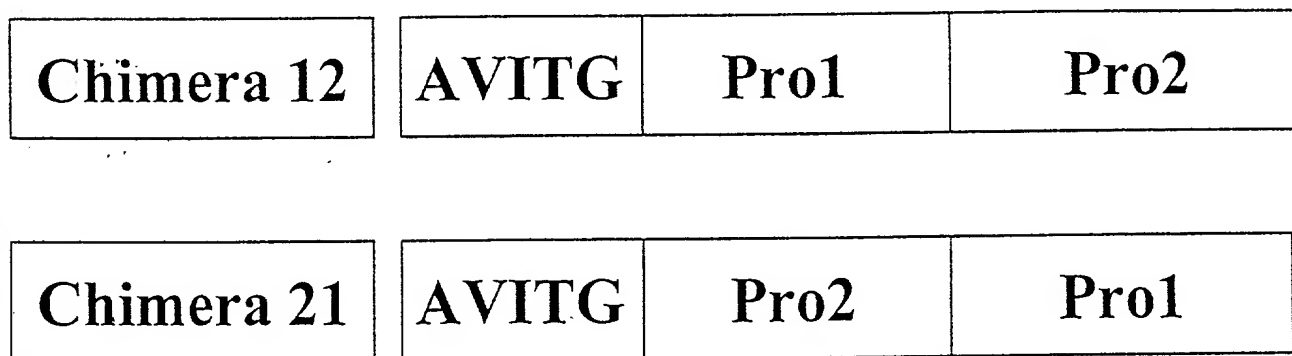 Chimera 12 AVITG Pro1 Pro2
Chimera 21 AVITG Pro2 Pro1